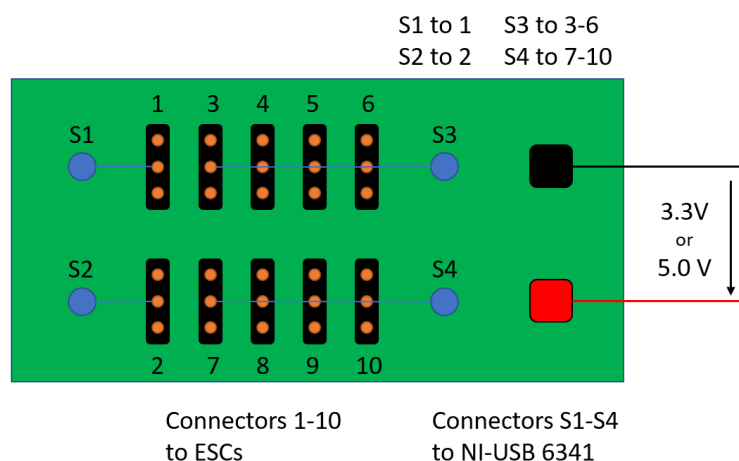 S1 to 1 S3 to 3-6
S2 to 2 S4 to 7-10
1 3 4 5 6
S1 S3
3.3V
or
5.0 V
S2 S4
2 7 8 9 10
Connectors 1-10 Connectors S1-S4
to ESCs to NI-USB 6341